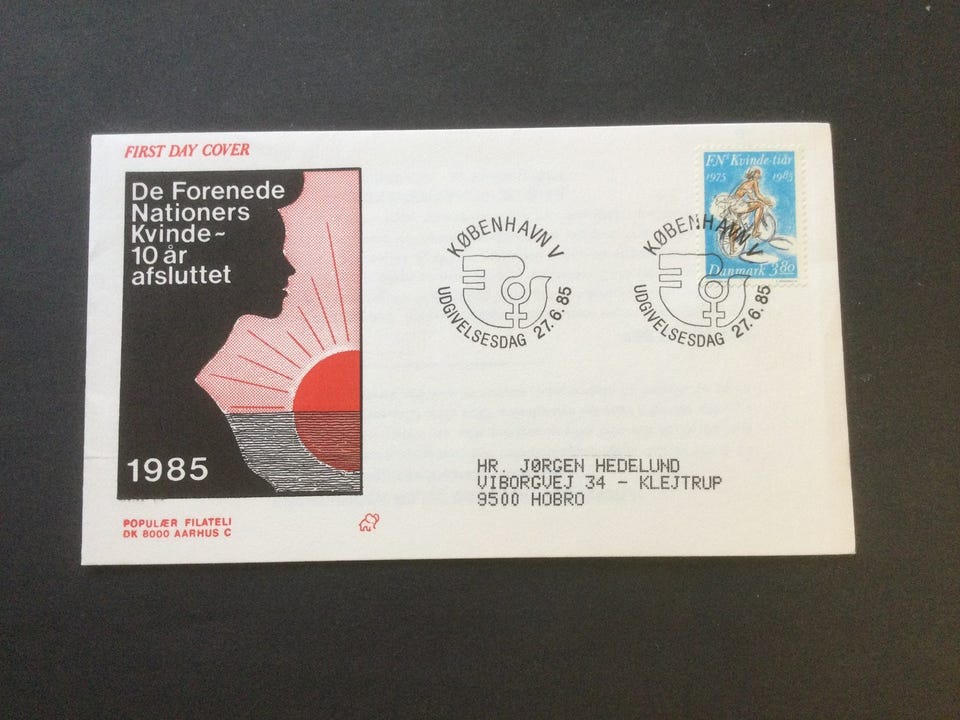 FIRST DAY COVER
De Forenede
Nationers
Kvinde~
10 år
afsluttet
1985
POPULÆR FILATELI
DK 8000 AARHUS C
KØBENHAVN V
UDGIVELSESDAG 27.6.85
KØBENHAVN V
UDGIVELSESDAG 27.6.85
FNs Kvinde-tiår
1975 1985
Danmark 3.80
HR. JØRGEN HEDELUND
VIBORGVEJ 34 - KLEJTRUP
9500 HOBRO